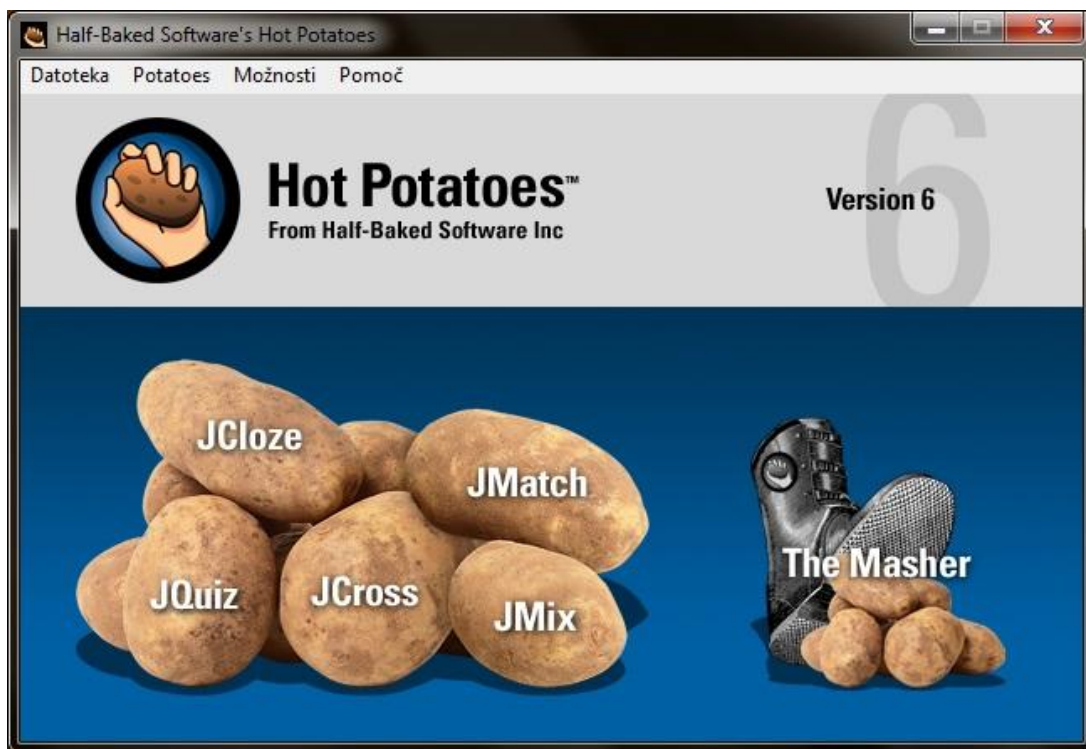 Half-Baked Software's Hot Potatoes
Datoteka Potatoes Možnosti Pomoč
6
Hot Potatoes™
From Half-Baked Software Inc
Version 6
JCloze
JMatch
JQuiz
JCross
JMix
The Masher